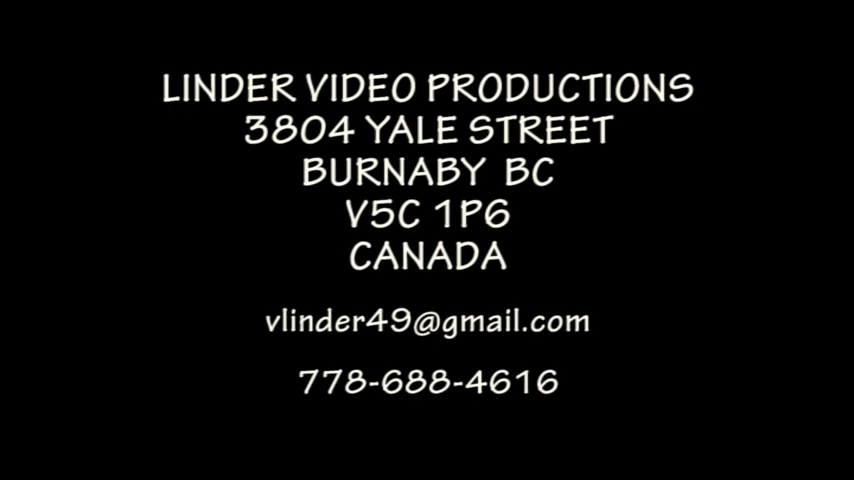 LINDER VIDEO PRODUCTIONS
3804 YALE STREET
BURNABY BC
V5C 1P6
CANADA
vlinder49@gmail.com
778-688-4616